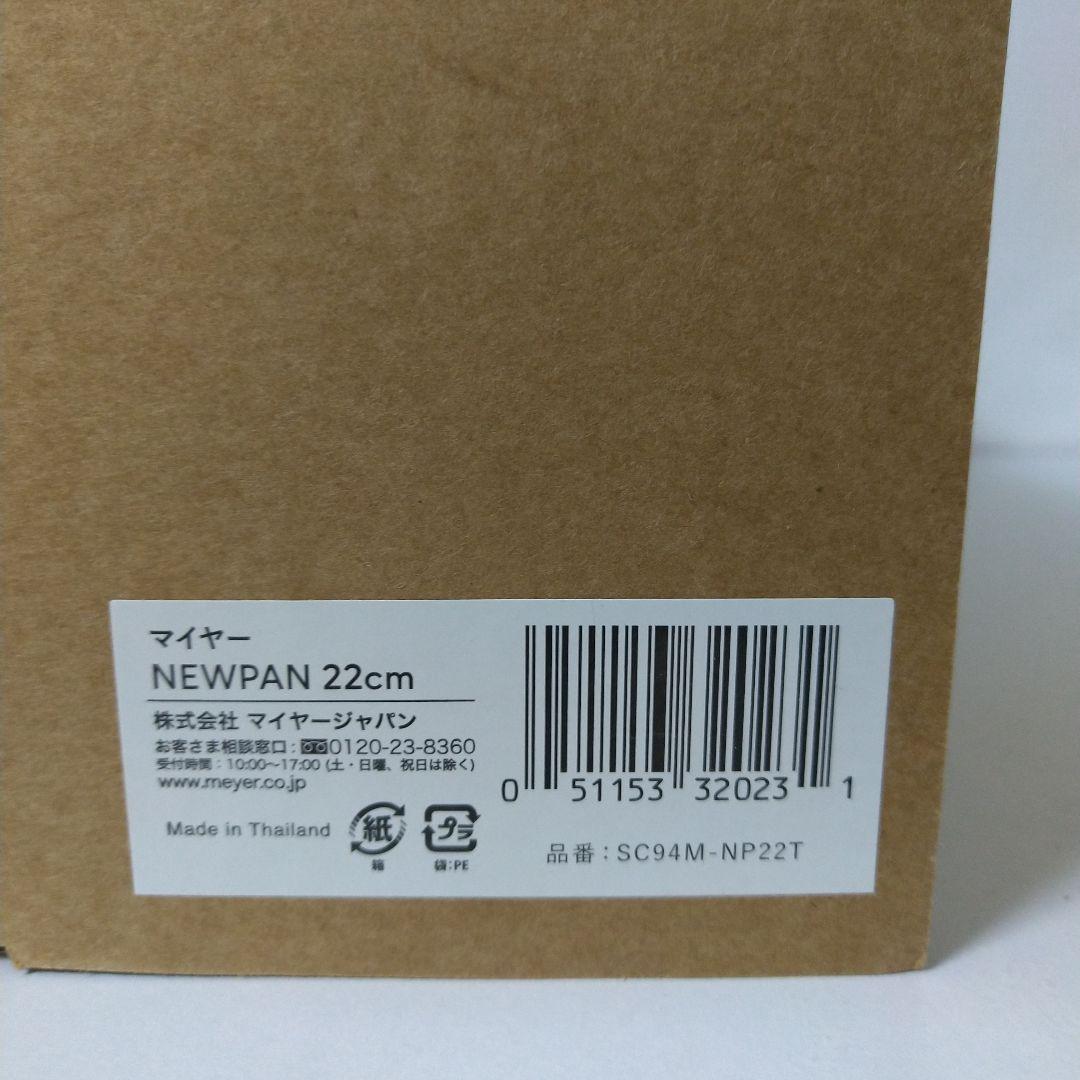 マイヤー
NEWPAN 22cm
株式会社 マイヤージャパン
お客さま相談窓口：0120-23-8360
受付時間：10:00〜17:00 (土・日曜、祝日は除く)
www.meyer.co.jp
Made in Thailand
紙
箱
プラ
袋:PE
0 51153 32023 1
品番：SC94M-NP22T